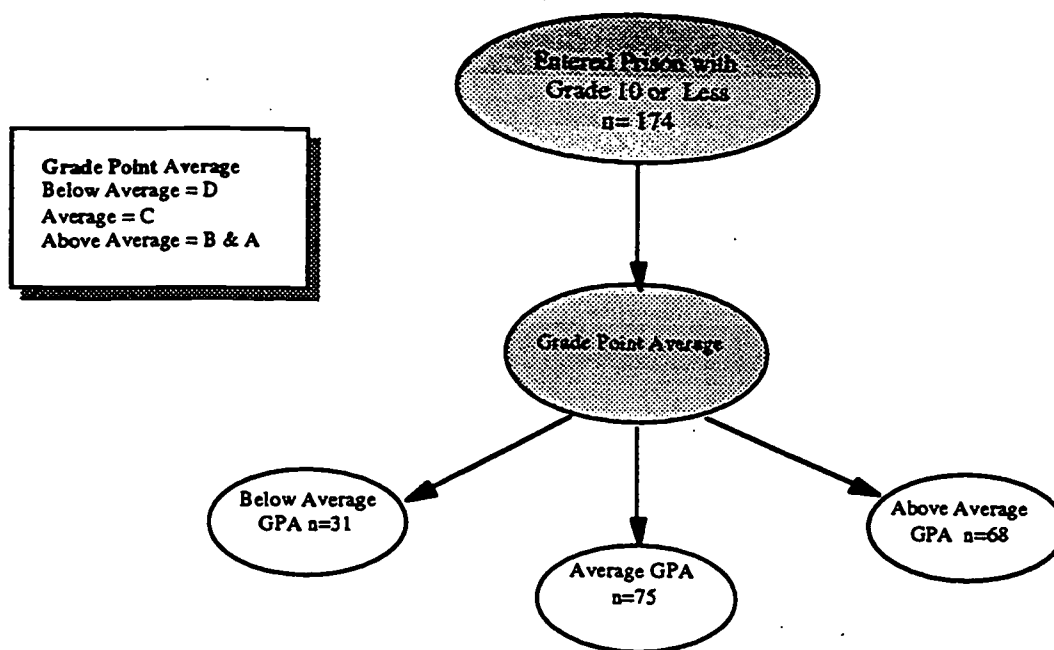 Entered Prison with
Grade 10 or Less
n= 174
Grade Point Average
Below Average = D
Average = C
Above Average = B & A
Grade Point Average
Below Average
GPA n=31
Average GPA
n=75
Above Average
GPA n=68